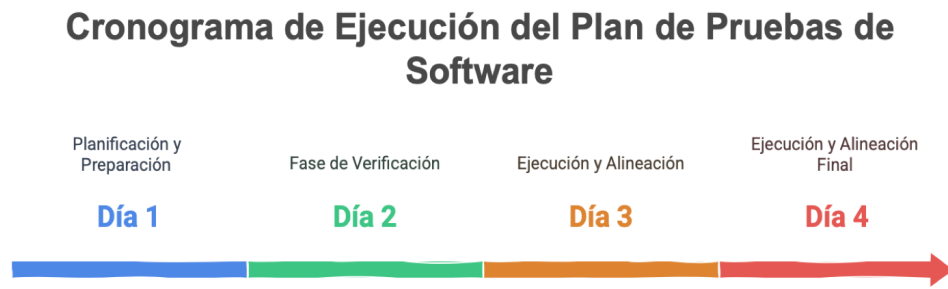 Cronograma de Ejecución del Plan de Pruebas de
Software
Planificación y
Preparación
Día 1
Fase de Verificación
Día 2
Ejecución y Alineación
Día 3
Ejecución y Alineación
Final
Día 4